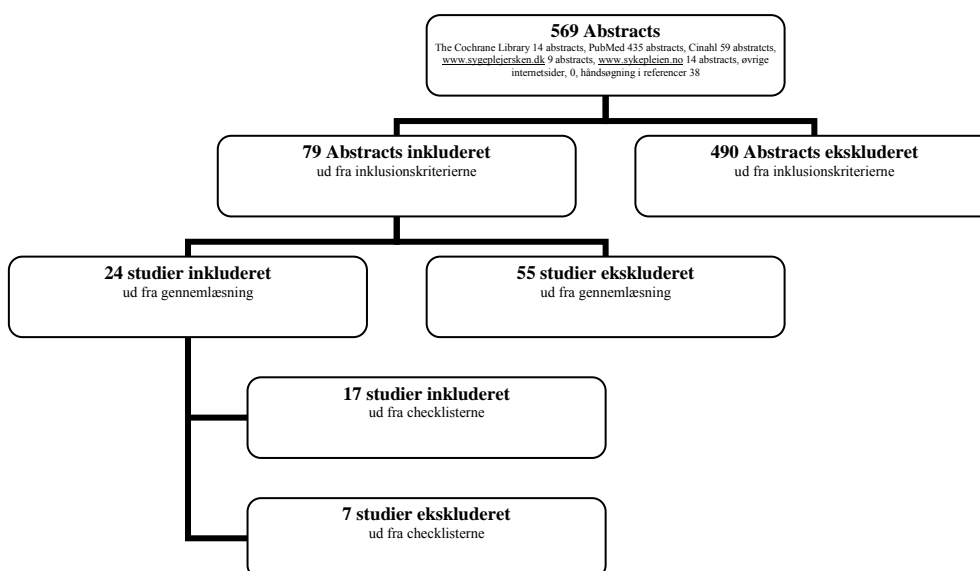 569 Abstracts
The Cochrane Library 14 abstracts, PubMed 435 abstracts, Cinahl 59 abstratcts,
www.sygeplejersken.dk 9 abstracts, www.sykepleien.no 14 abstracts, øvrige
internetsider, 0, håndsøgning i referencer 38
79 Abstracts inkluderet
ud fra inklusionskriterierne
490 Abstracts ekskluderet
ud fra inklusionskriterierne
24 studier inkluderet
ud fra gennemlæsning
55 studier ekskluderet
ud fra gennemlæsning
17 studier inkluderet
ud fra checklisterne
7 studier ekskluderet
ud fra checklisterne